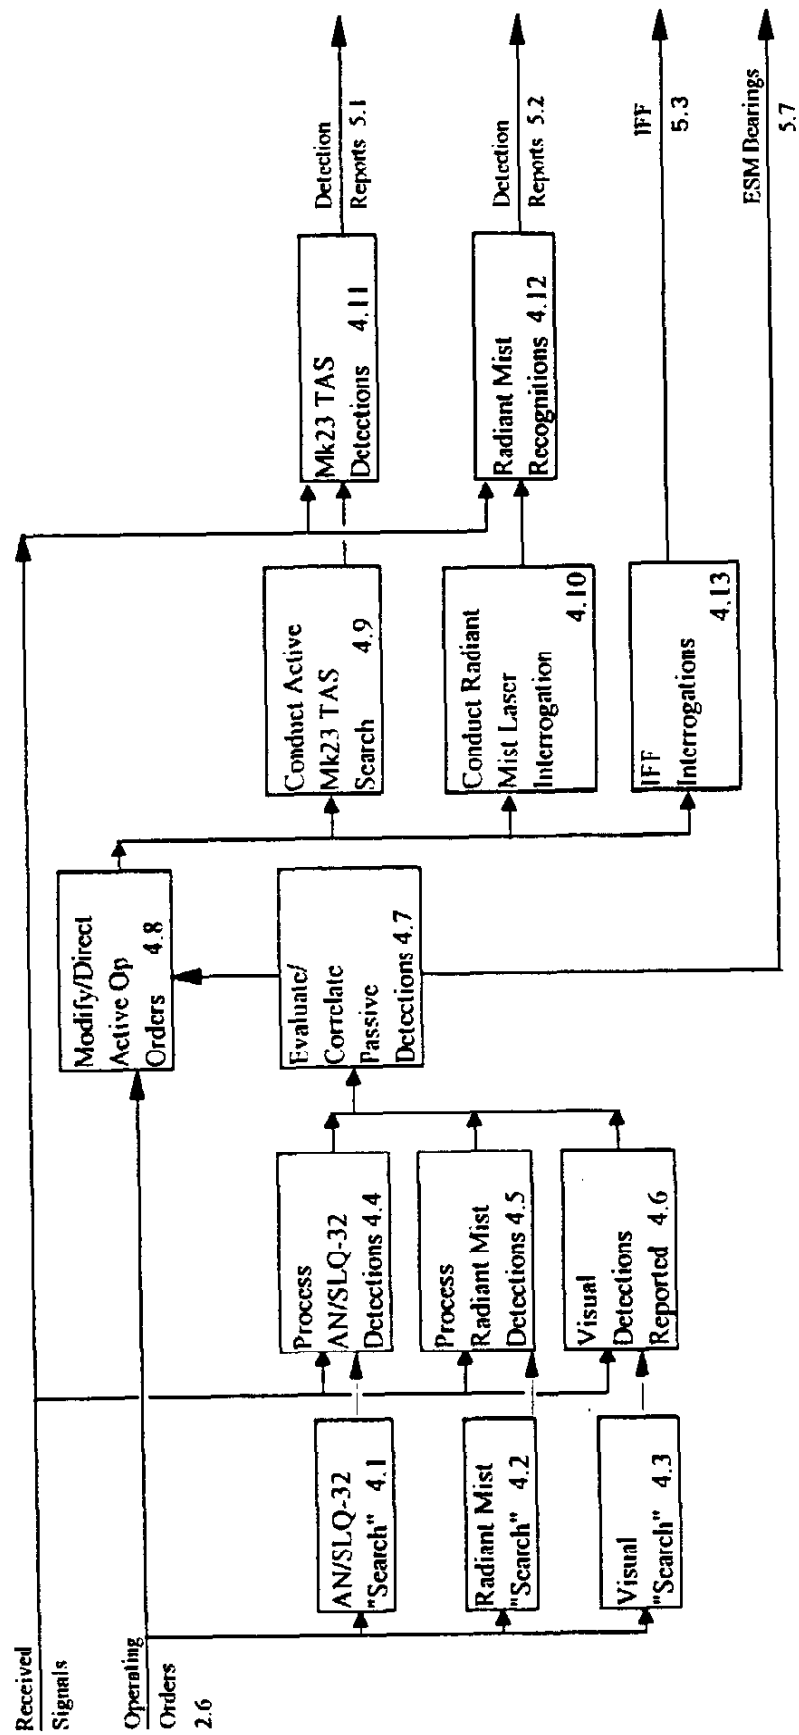 Received
Signals
Operating
Orders
2.6
AN/SLQ-32
"Search" 4.1
Radiant Mist
"Search" 4.2
Visual
"Search" 4.3
Process
AN/SLQ-32
Detections 4.4
Process
Radiant Mist
Detections 4.5
Visual
Detections
Reported 4.6
Modify/Direct
Active Op
Orders 4.8
Evaluate/
Correlate
Passive
Detections 4.7
Conduct Active
Mk23 TAS
Search 4.9
Conduct Radiant
Mist Laser
Interrogation
4.10
IFF
Interrogations
4.13
Mk23 TAS
Detections 4.11
Radiant Mist
Recognitions 4.12
Detection
Reports 5.1
Detection
Reports 5.2
IFF
5.3
ESM Bearings
5.7